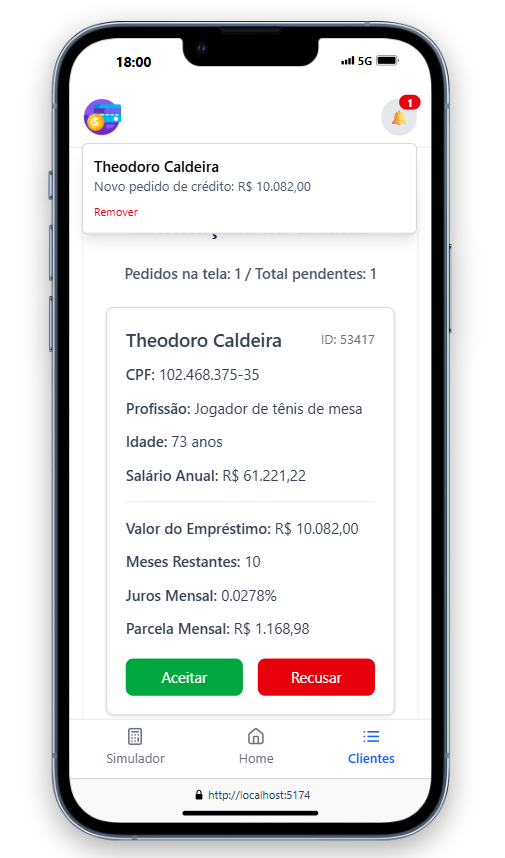 18:00
5G
1
Theodoro Caldeira
Novo pedido de crédito: R$ 10.082,00
Remover
Pedidos na tela: 1 / Total pendentes: 1
Theodoro Caldeira ID: 53417
CPF: 102.468.375-35
Profissão: Jogador de tênis de mesa
Idade: 73 anos
Salário Anual: R$ 61.221,22
Valor do Empréstimo: R$ 10.082,00
Meses Restantes: 10
Juros Mensal: 0.0278%
Parcela Mensal: R$ 1.168,98
Aceitar Recusar
Simulador Home Clientes
http://localhost:5174